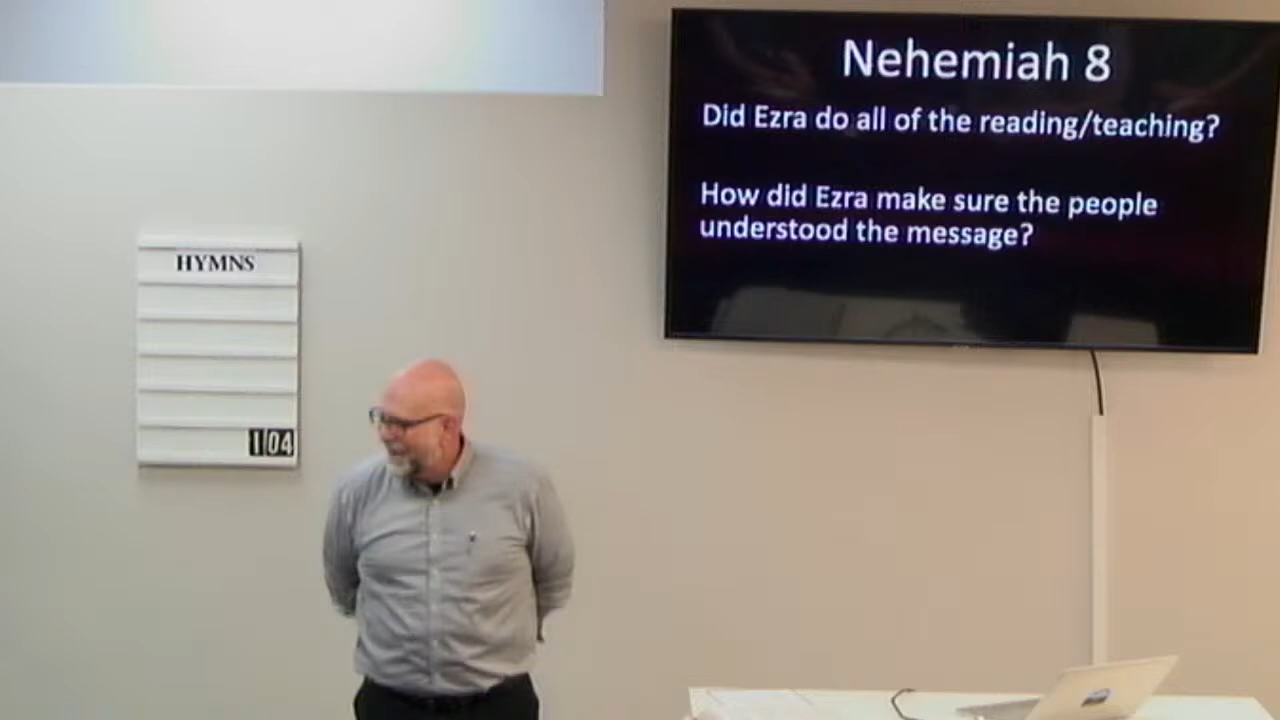 Nehemiah 8
Did Ezra do all of the reading/teaching?
How did Ezra make sure the people
understood the message?
HYMNS
104